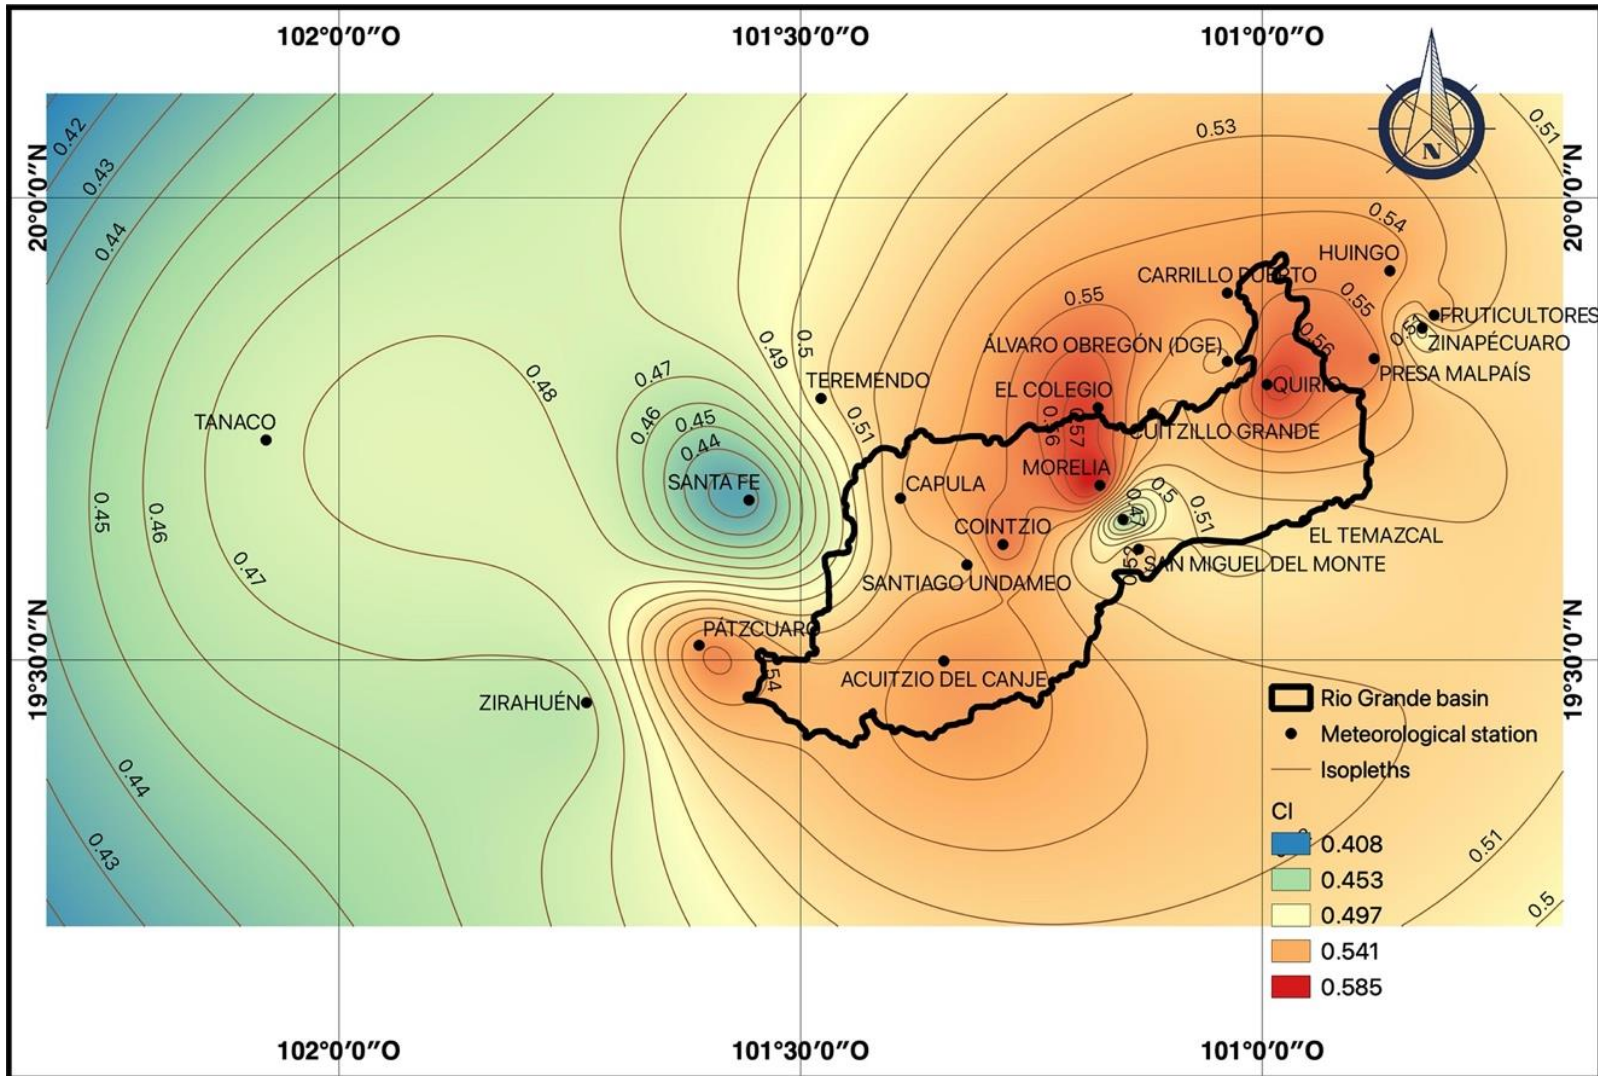 102°0′0″O
101°30′0″O
101°0′0″O
20°0′0″N
20°0′0″N
19°30′0″N
19°30′0″N
N
0.42
0.43
0.44
0.53
0.51
0.54
HUINGO
CARRILLO PUERTO
0.55
0.55
0.56
FRUTICULTORES
ZINAPÉCUARO
ÁLVARO OBREGÓN (DGE)
PRESA MALPAÍS
0.5
0.49
0.48
0.47
0.46
0.45
0.44
TEREMENDO
EL COLEGIO
QUIRIO
TANACO
0.51
0.56
0.57
CUITZILLO GRANDE
MORELIA
SANTA FE
CAPULA
0.5
0.47
0.51
0.45
0.46
0.47
COINTZIO
EL TEMAZCAL
SAN MIGUEL DEL MONTE
SANTIAGO UNDAMEO
PÁTZCUARO
0.54
ACUITZIO DEL CANJE
ZIRAHUÉN
0.44
0.43
0.51
0.5
Rio Grande basin
Meteorological station
Isopleths
CI
0.408
0.453
0.497
0.541
0.585
102°0′0″O
101°30′0″O
101°0′0″O